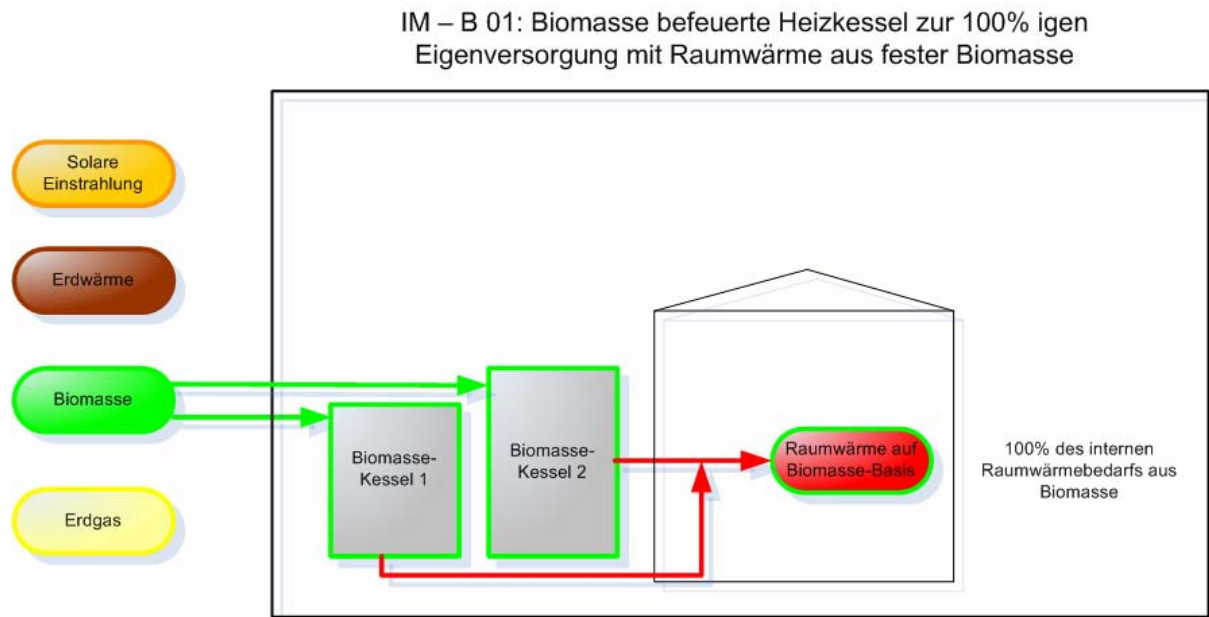 IM – B 01: Biomasse befeuerte Heizkessel zur 100% igen
Eigenversorgung mit Raumwärme aus fester Biomasse
Solare
Einstrahlung
Erdwärme
Biomasse
Erdgas
Biomasse-
Kessel 1
Biomasse-
Kessel 2
Raumwärme auf
Biomasse-Basis
100% des internen
Raumwärmebedarfs aus
Biomasse